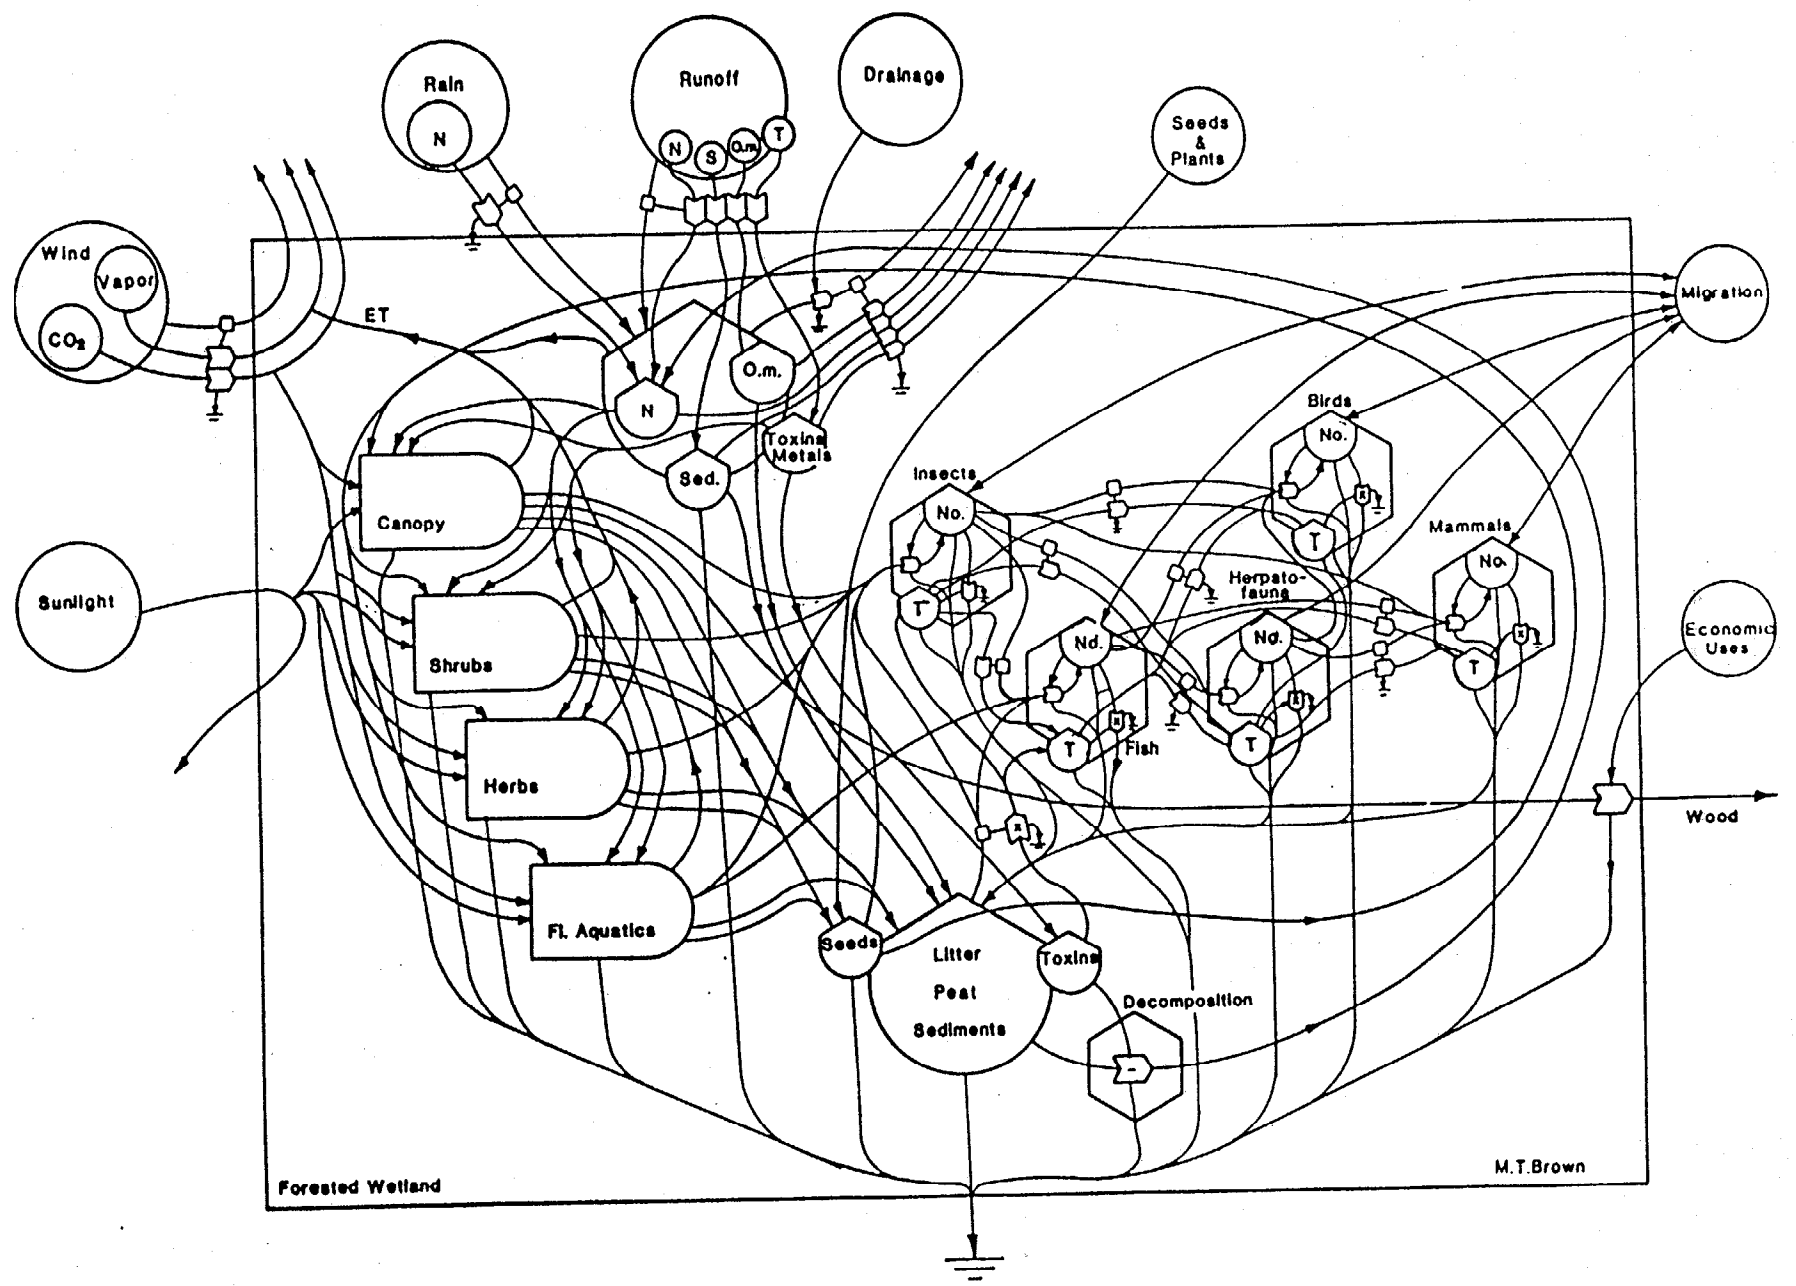 Rain
N
Runoff
N
S
O.m.
T
Drainage
Seeds
&
Plants
Wind
Vapor
CO₂
ET
Migration
N
O.m.
Toxins
Metals
Sed.
Canopy
Sunlight
Shrubs
Herbs
Fl. Aquatics
Insects
No.
T
Birds
No.
T
Mammals
No.
x
T
Herpeto-
fauna
No.
x
T
Nd.
x
T
Fish
x
x
Economic
Uses
Wood
Seeds
Litter
Peat
Sediments
Toxins
Decomposition
-
M.T.Brown
Forested Wetland